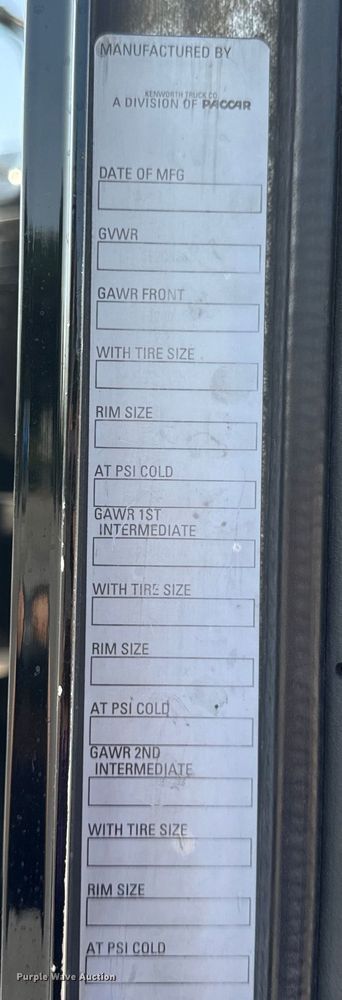 MANUFACTURED BY
KENWORTH TRUCK CO.
A DIVISION OF PACCAR
DATE OF MFG
GVWR
GAWR FRONT
WITH TIRE SIZE
RIM SIZE
AT PSI COLD
GAWR 1ST
INTERMEDIATE
WITH TIRE SIZE
RIM SIZE
AT PSI COLD
GAWR 2ND
INTERMEDIATE
WITH TIRE SIZE
RIM SIZE
AT PSI COLD
Purple Wave Auction